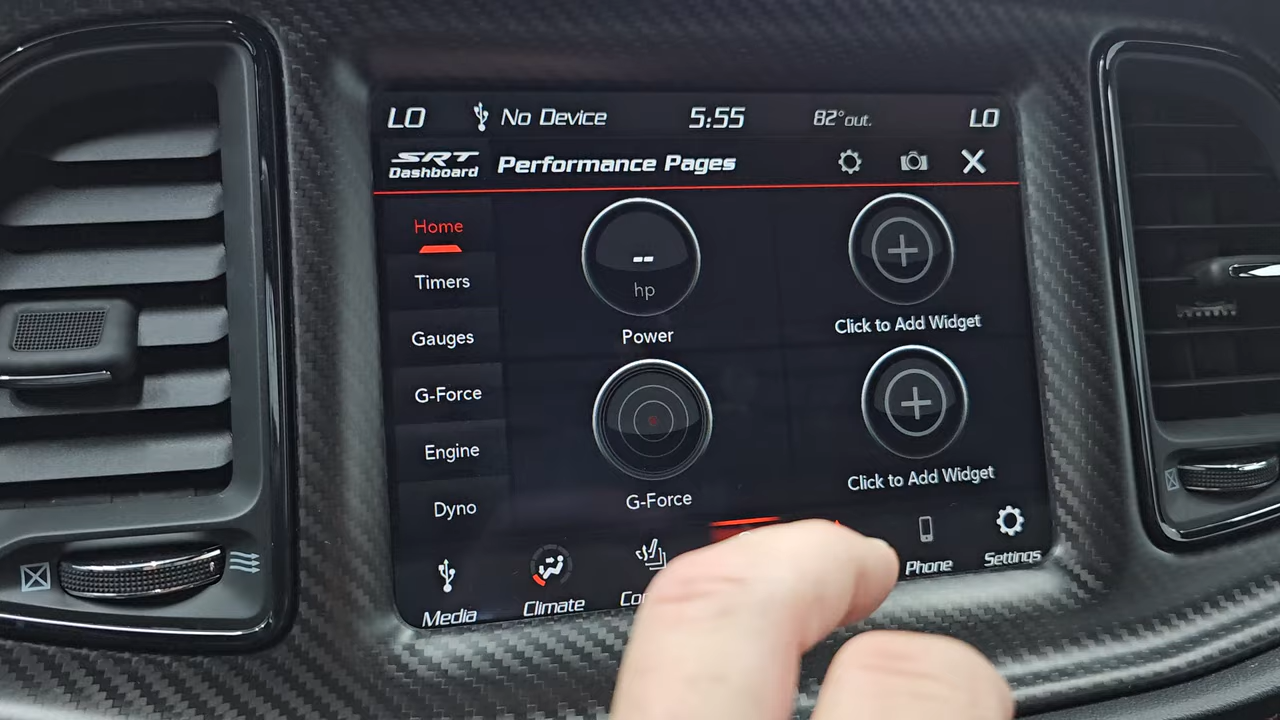 LO No Device 5:55 82°out. LO
SRT Dashboard Performance Pages
Home
Timers
Gauges
G-Force
Engine
Dyno
--
hp
Power
Click to Add Widget
G-Force
Click to Add Widget
Media
Climate
Phone
Settings